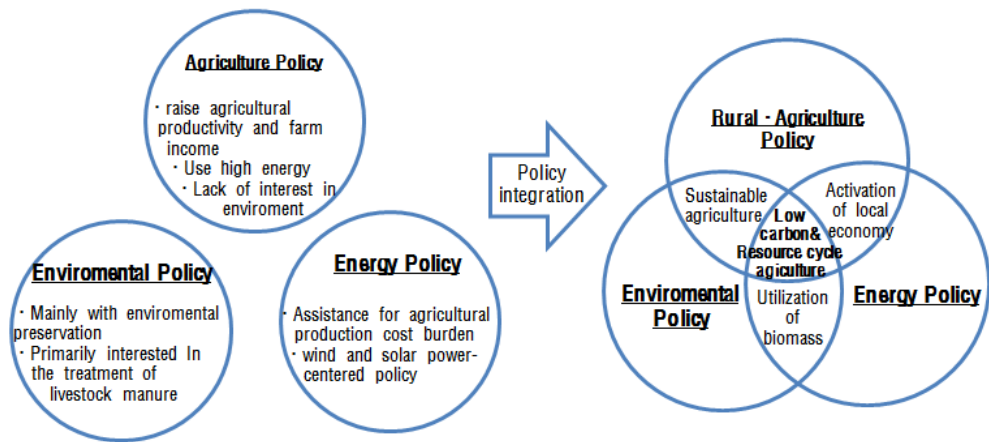 Agriculture Policy
· raise agricultural
productivity and farm
income
· Use high energy
· Lack of interest in
enviroment
Enviromental Policy
· Mainly with enviromental
preservation
· Primarily interested In
the treatment of
livestock manure
Energy Policy
· Assistance for agricultural
production cost burden
· wind and solar power-
centered policy
Policy
integration
Rural - Agriculture
Policy
Sustainable
agriculture
Activation
of local
economy
Low
carbon&
Resource cycle
agiculture
Enviromental
Policy
Utilization
of
biomass
Energy Policy